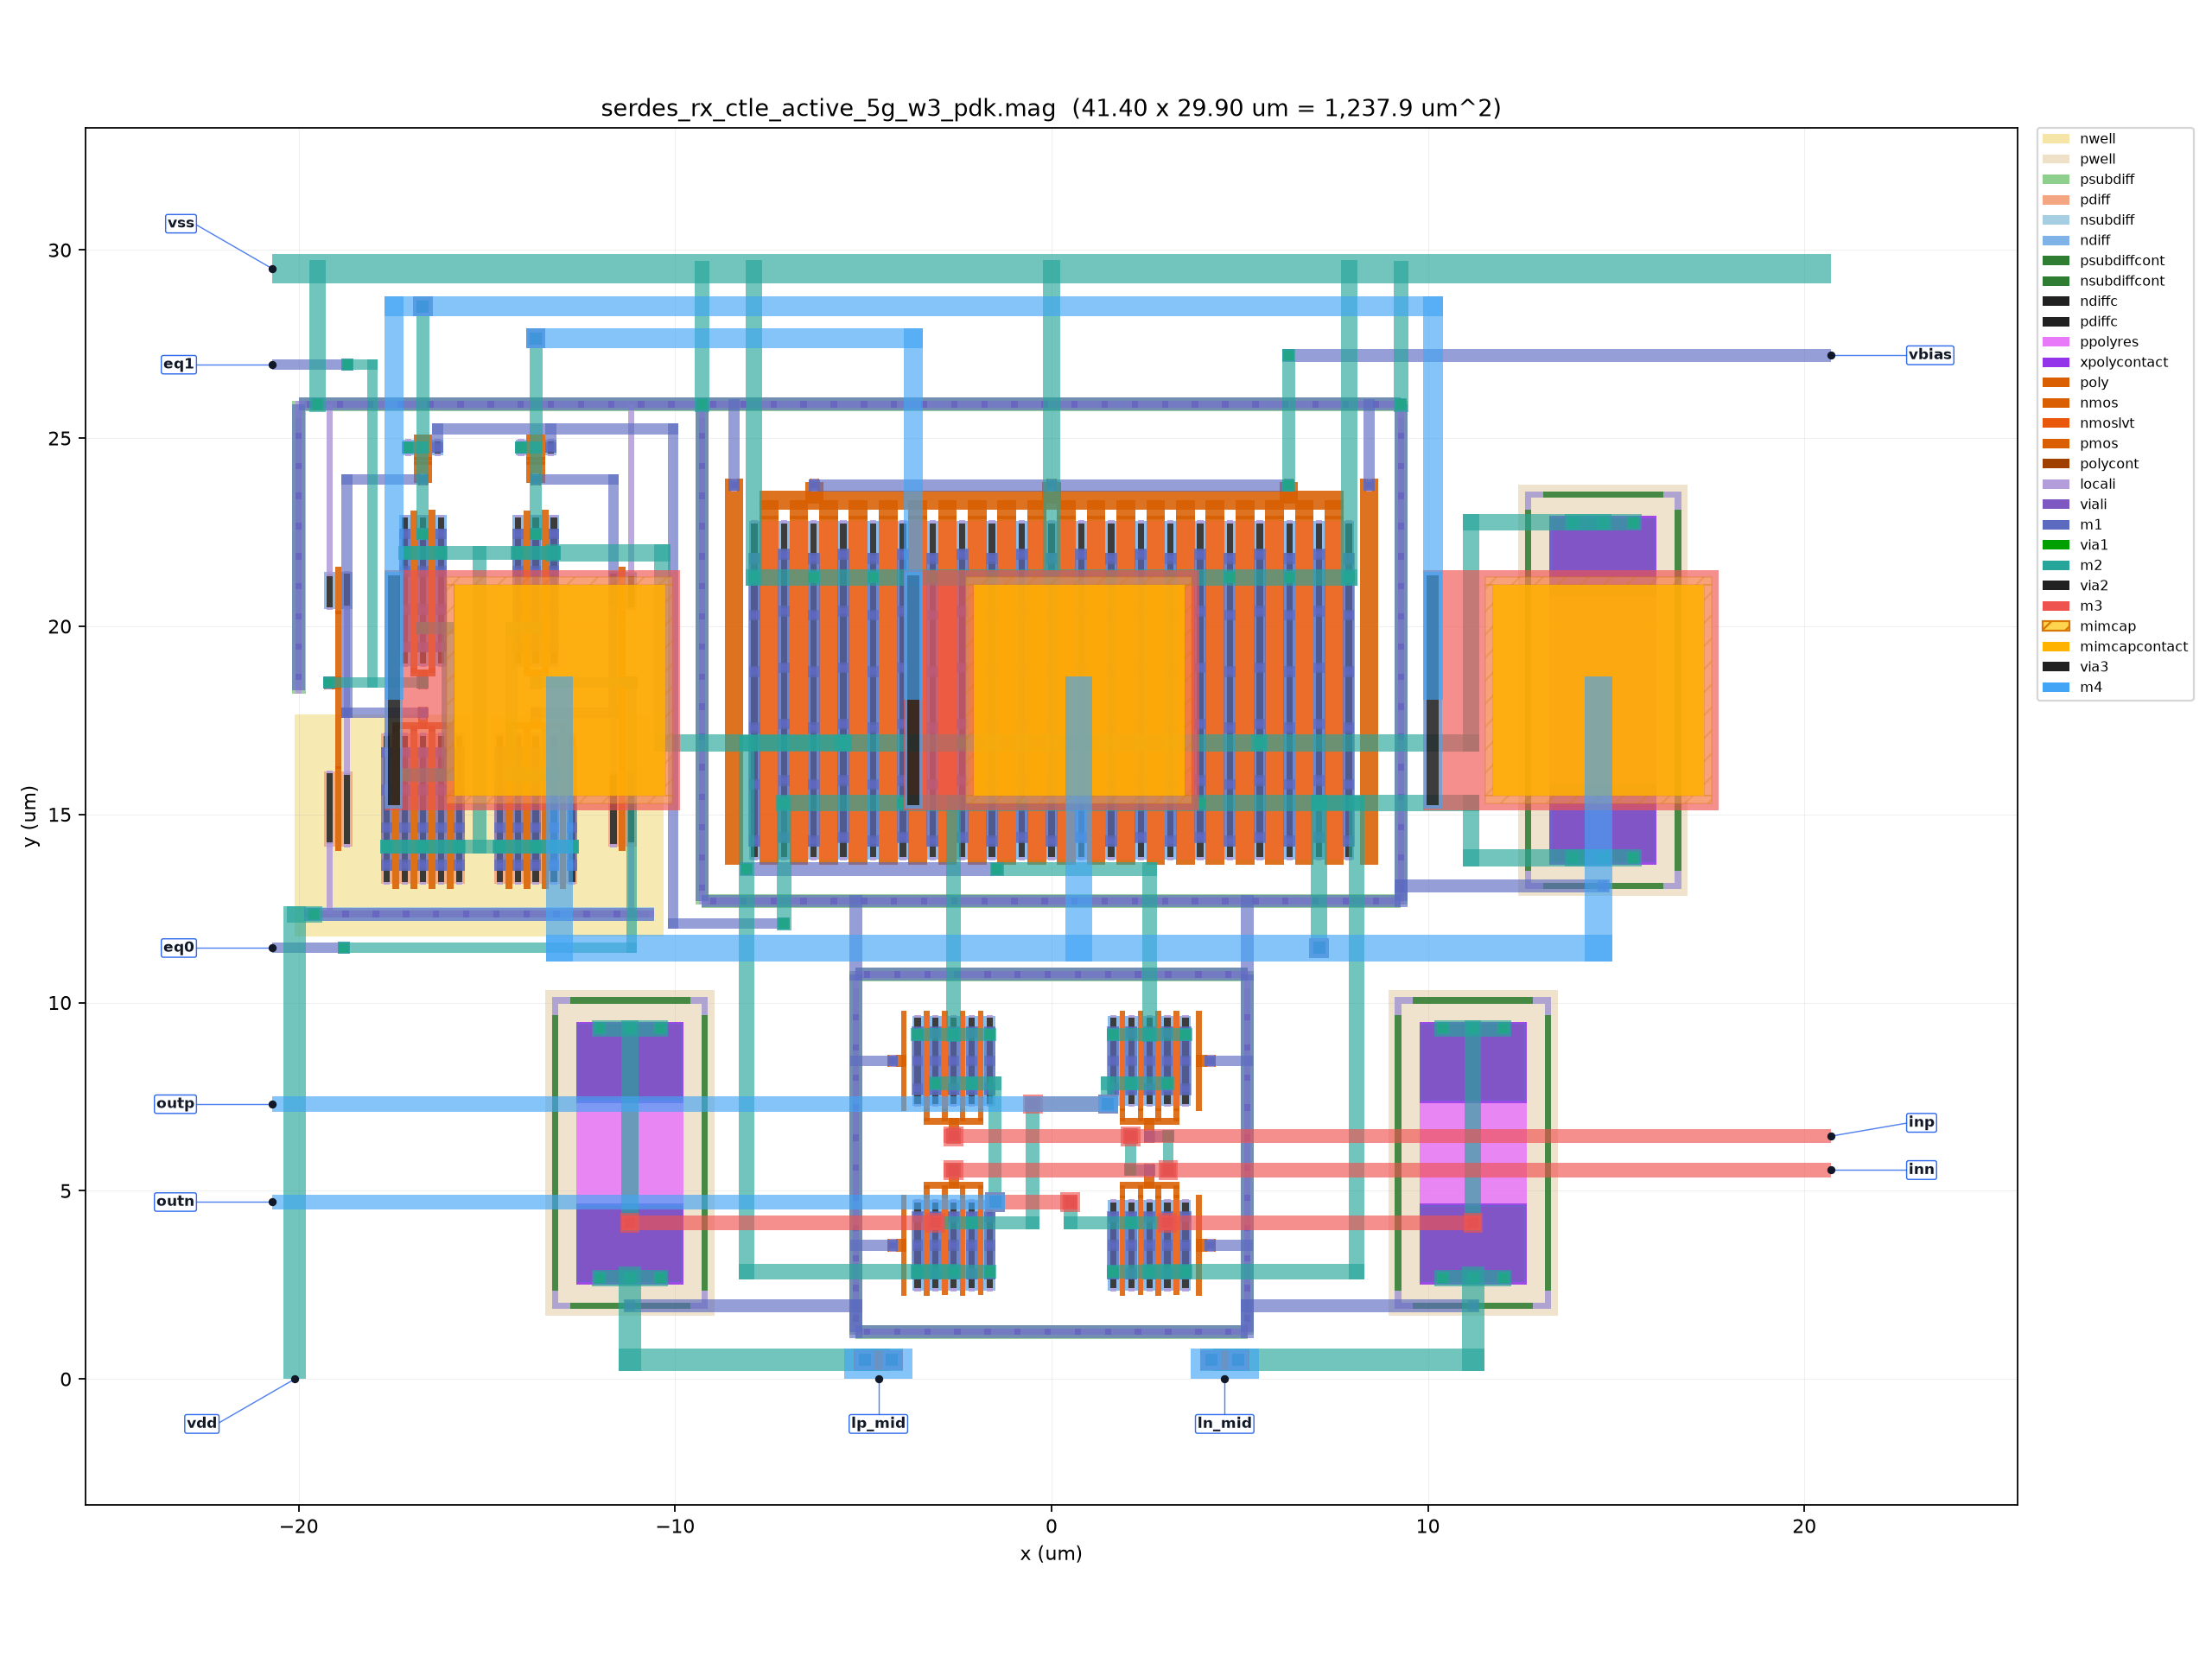 serdes_rx_ctle_active_5g_w3_pdk.mag (41.40 x 29.90 um = 1,237.9 um^2)
vss
eq1
vbias
eq0
outp
outn
inp
inn
vdd
lp_mid
ln_mid
30
25
20
15
10
5
0
y (um)
−20
−10
0
10
20
x (um)
nwell
pwell
psubdiff
pdiff
nsubdiff
ndiff
psubdiffcont
nsubdiffcont
ndiffc
pdiffc
ppolyres
xpolycontact
poly
nmos
nmoslvt
pmos
polycont
locali
viali
m1
via1
m2
via2
m3
mimcap
mimcapcontact
via3
m4